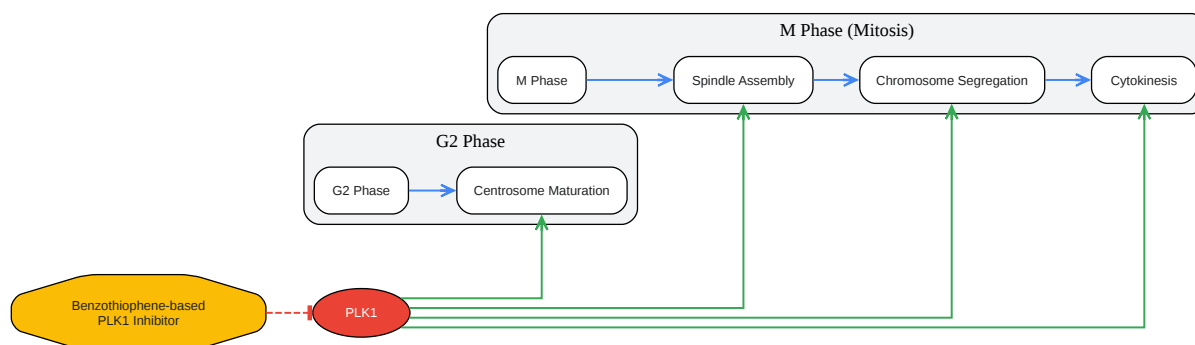 M Phase (Mitosis)
M Phase
Spindle Assembly
Chromosome Segregation
Cytokinesis
G2 Phase
G2 Phase
Centrosome Maturation
Benzothiophene-based
PLK1 Inhibitor
PLK1